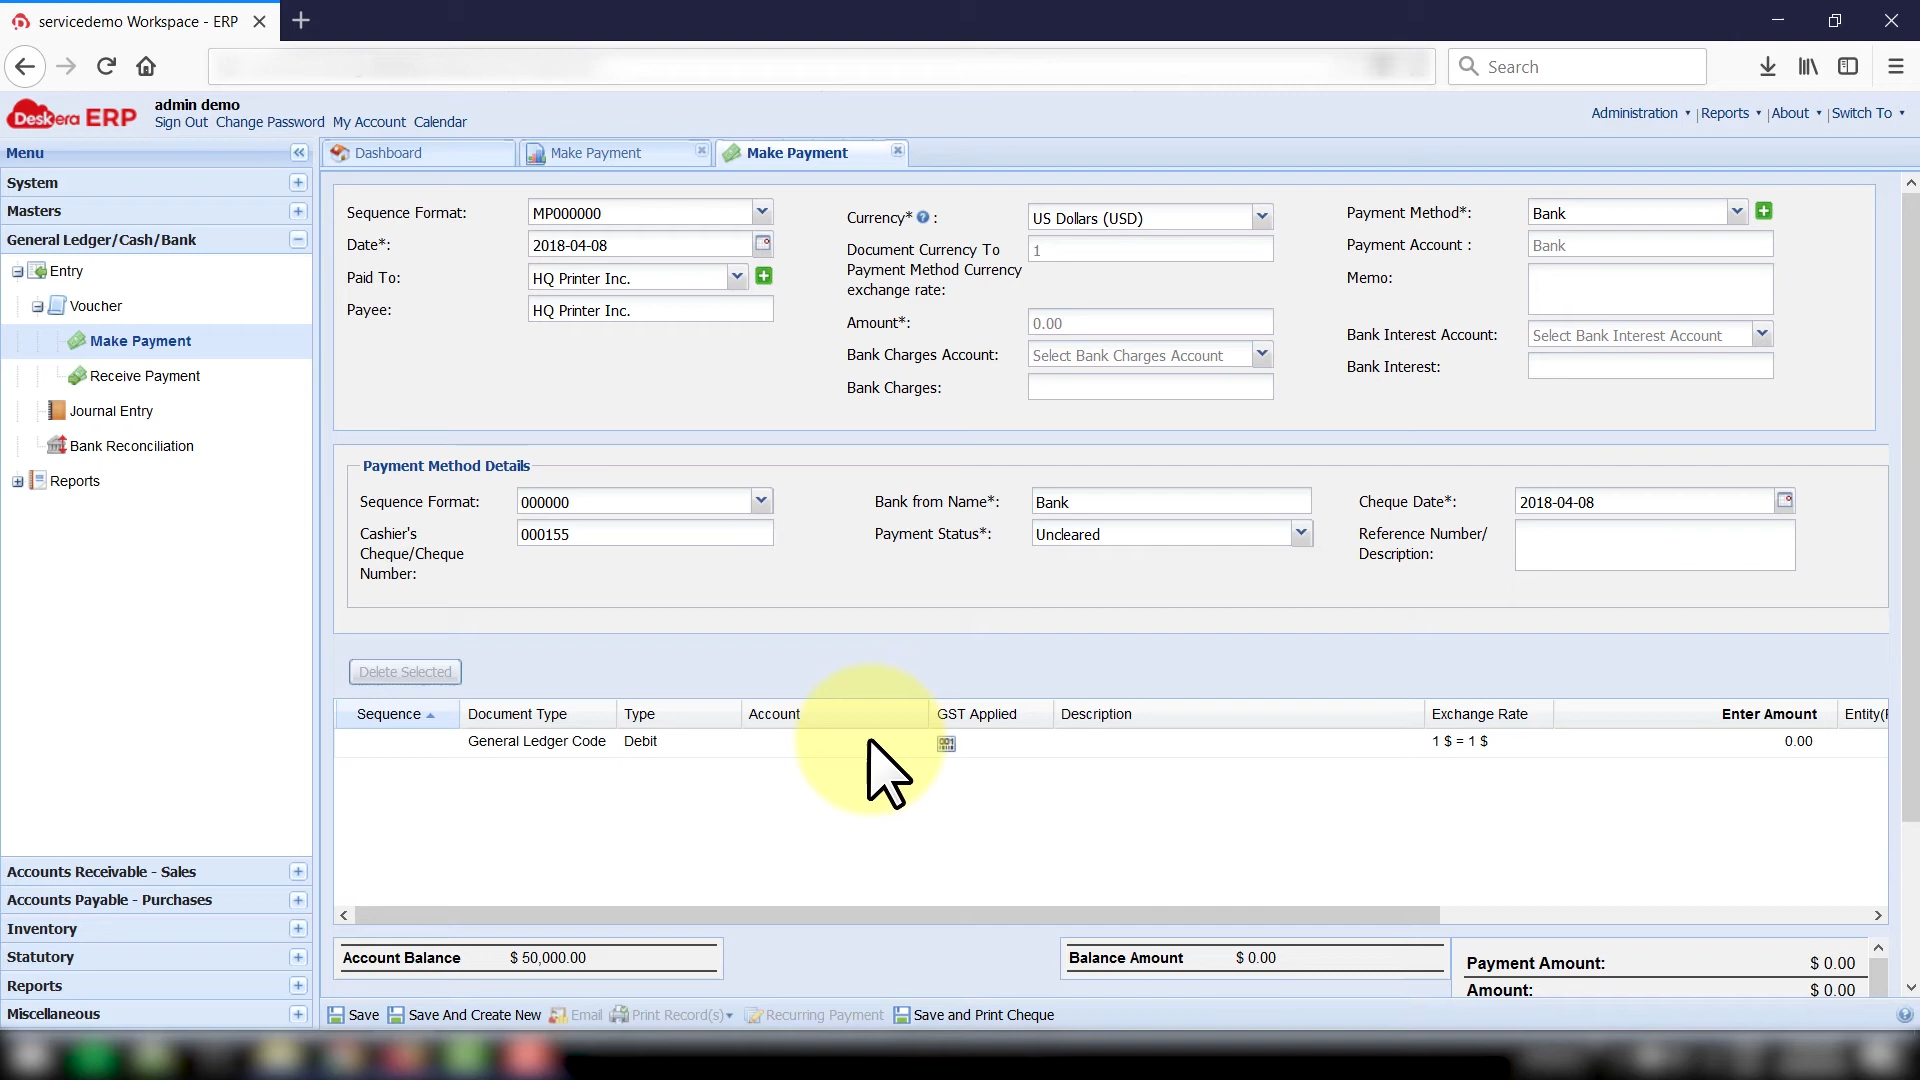 servicedemo Workspace - ERP
Search
Deskera ERP
admin demo
Sign Out Change Password My Account Calendar
Administration | Reports | About | Switch To
Menu
System
Masters
General Ledger/Cash/Bank
Entry
Voucher
Make Payment
Receive Payment
Journal Entry
Bank Reconciliation
Reports
Accounts Receivable - Sales
Accounts Payable - Purchases
Inventory
Statutory
Reports
Miscellaneous
Dashboard
Make Payment
Make Payment
Sequence Format: MP000000
Date*: 2018-04-08
Paid To: HQ Printer Inc.
Payee: HQ Printer Inc.
Currency* : US Dollars (USD)
Document Currency To
Payment Method Currency
exchange rate: 1
Amount*: 0.00
Bank Charges Account: Select Bank Charges Account
Bank Charges:
Payment Method*: Bank
Payment Account : Bank
Memo:
Bank Interest Account: Select Bank Interest Account
Bank Interest:
Payment Method Details
Sequence Format: 000000
Cashier's
Cheque/Cheque
Number: 000155
Bank from Name*: Bank
Payment Status*: Uncleared
Cheque Date*: 2018-04-08
Reference Number/
Description:
Delete Selected
Sequence Document Type Type Account GST Applied Description Exchange Rate Enter Amount Entity(
General Ledger Code Debit 1 $ = 1 $ 0.00
Account Balance $ 50,000.00
Balance Amount $ 0.00
Payment Amount: $ 0.00
Amount: $ 0.00
Save Save And Create New Email Print Record(s) Recurring Payment Save and Print Cheque